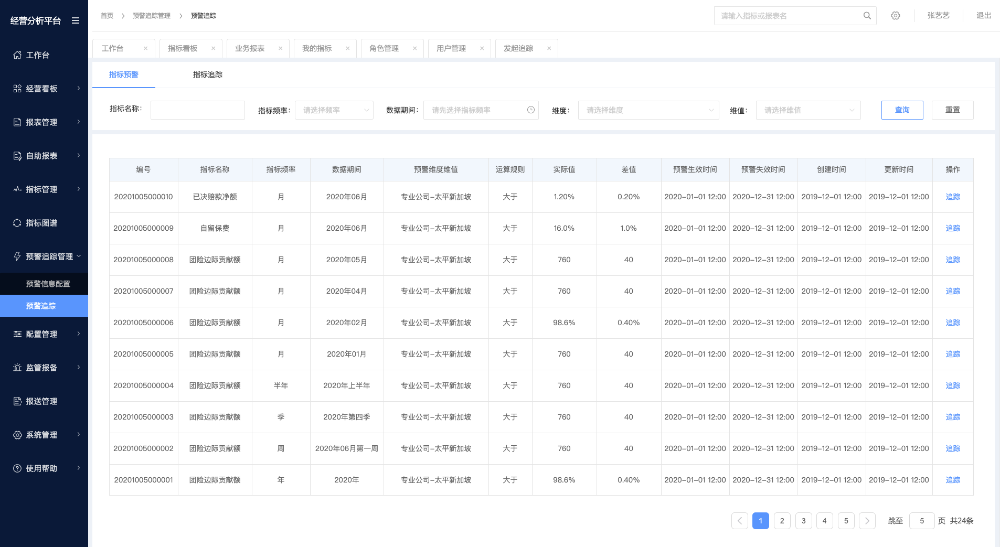 经营分析平台
首页 预警追踪管理 预警追踪
请输入指标或报表名
张艺艺
退出
工作台 指标看板 业务报表 我的指标 角色管理 用户管理 发起追踪
工作台
经营看板
报表管理
自助报表
指标管理
指标图谱
预警追踪管理
预警信息配置
预警追踪
配置管理
监管报备
报送管理
系统管理
使用帮助
指标预警 指标追踪
指标名称: 指标频率: 请选择频率 数据期间: 请先选择指标频率 维度: 请选择维度 维值: 请选择维值 查询 重置
编号 指标名称 指标频率 数据期间 预警维度维值 运算规则 实际值 差值 预警生效时间 预警失效时间 创建时间 更新时间 操作
20201005000010 已决赔款净额 月 2020年06月 专业公司-太平新加坡 大于 1.20% 0.20% 2020-01-01 12:00 2020-12-31 12:00 2019-12-01 12:00 2019-12-01 12:00 追踪
20201005000009 自留保费 月 2020年06月 专业公司-太平新加坡 大于 16.0% 1.0% 2020-01-01 12:00 2020-12-31 12:00 2019-12-01 12:00 2019-12-01 12:00 追踪
20201005000008 团险边际贡献额 月 2020年05月 专业公司-太平新加坡 大于 760 40 2020-01-01 12:00 2020-12-31 12:00 2019-12-01 12:00 2019-12-01 12:00 追踪
20201005000007 团险边际贡献额 月 2020年04月 专业公司-太平新加坡 大于 760 40 2020-01-01 12:00 2020-12-31 12:00 2019-12-01 12:00 2019-12-01 12:00 追踪
20201005000006 团险边际贡献额 月 2020年02月 专业公司-太平新加坡 大于 98.6% 0.40% 2020-01-01 12:00 2020-12-31 12:00 2019-12-01 12:00 2019-12-01 12:00 追踪
20201005000005 团险边际贡献额 月 2020年01月 专业公司-太平新加坡 大于 760 40 2020-01-01 12:00 2020-12-31 12:00 2019-12-01 12:00 2019-12-01 12:00 追踪
20201005000004 团险边际贡献额 半年 2020年上半年 专业公司-太平新加坡 大于 760 40 2020-01-01 12:00 2020-12-31 12:00 2019-12-01 12:00 2019-12-01 12:00 追踪
20201005000003 团险边际贡献额 季 2020年第四季 专业公司-太平新加坡 大于 760 40 2020-01-01 12:00 2020-12-31 12:00 2019-12-01 12:00 2019-12-01 12:00 追踪
20201005000002 团险边际贡献额 周 2020年06月第一周 专业公司-太平新加坡 大于 760 40 2020-01-01 12:00 2020-12-31 12:00 2019-12-01 12:00 2019-12-01 12:00 追踪
20201005000001 团险边际贡献额 年 2020年 专业公司-太平新加坡 大于 98.6% 0.40% 2020-01-01 12:00 2020-12-31 12:00 2019-12-01 12:00 2019-12-01 12:00 追踪
1 2 3 4 5 跳至 5 页 共24条